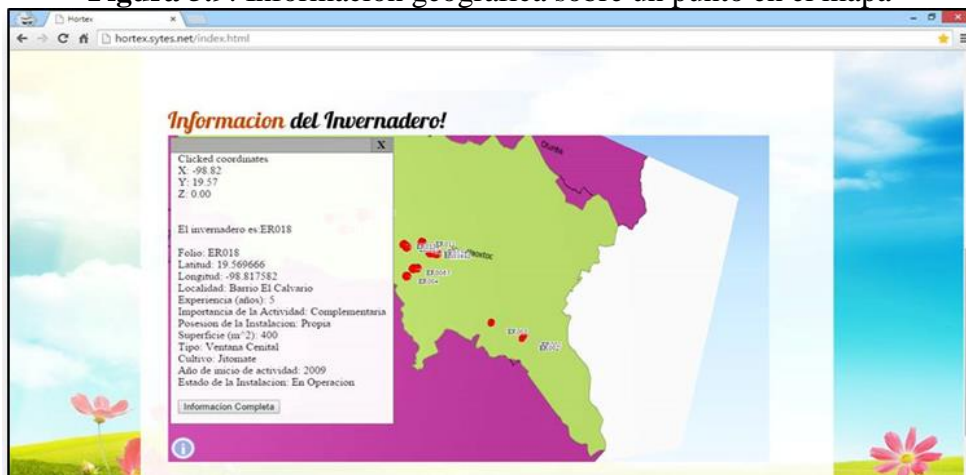 Figura 3.9. Información geográfica sobre un punto en el mapa
Hortex
hortex.sytes.net/index.html
Informacion del Invernadero!
X
Clicked coordinates
X: -98.82
Y: 19.57
Z: 0.00
El invernadero es:ER018
Folio: ER018
Latitud: 19.569666
Longitud: -98.817582
Localidad: Barrio El Calvario
Experiencia (años): 5
Importancia de la Actividad: Complementaria
Posesion de la Instalacion: Propia
Superficie (m^2): 400
Tipo: Ventana Cenital
Cultivo: Jitomate
Año de inicio de actividad: 2009
Estado de la Instalacion: En Operacion
Informacion Completa
Otumba